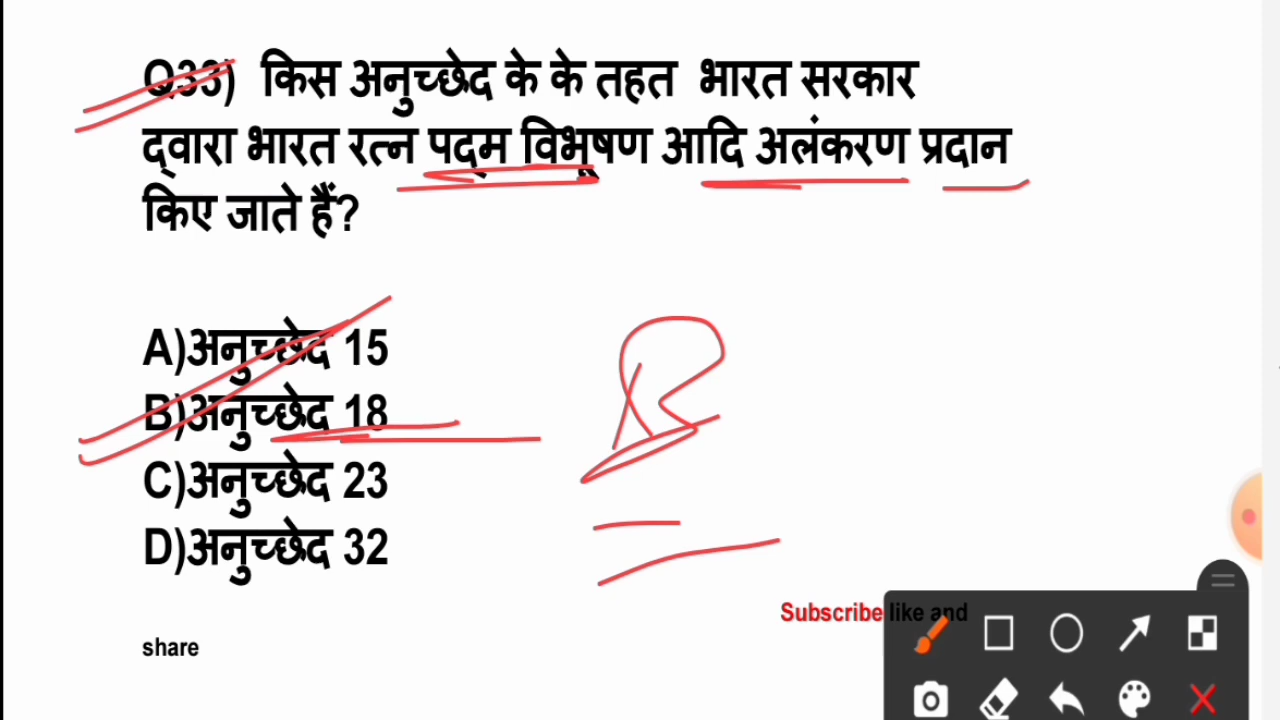 Q33) किस अनुच्छेद के के तहत भारत सरकार
द्वारा भारत रत्न पद्म विभूषण आदि अलंकरण प्रदान
किए जाते हैं?
A)अनुच्छेद 15
B)अनुच्छेद 18
C)अनुच्छेद 23
D)अनुच्छेद 32
Subscribe like and
share